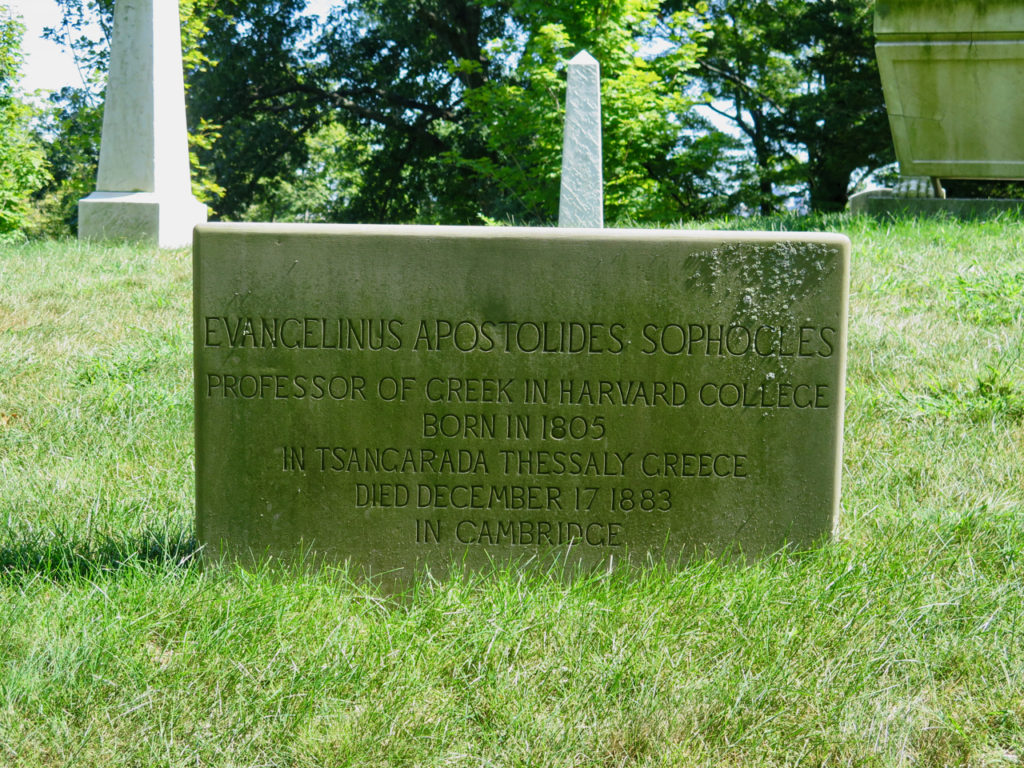 EVANGELINUS APOSTOLIDES SOPHOCLES
PROFESSOR OF GREEK IN HARVARD COLLEGE
BORN IN 1805
IN TSANGARADA THESSALY GREECE
DIED DECEMBER 17 1883
IN CAMBRIDGE